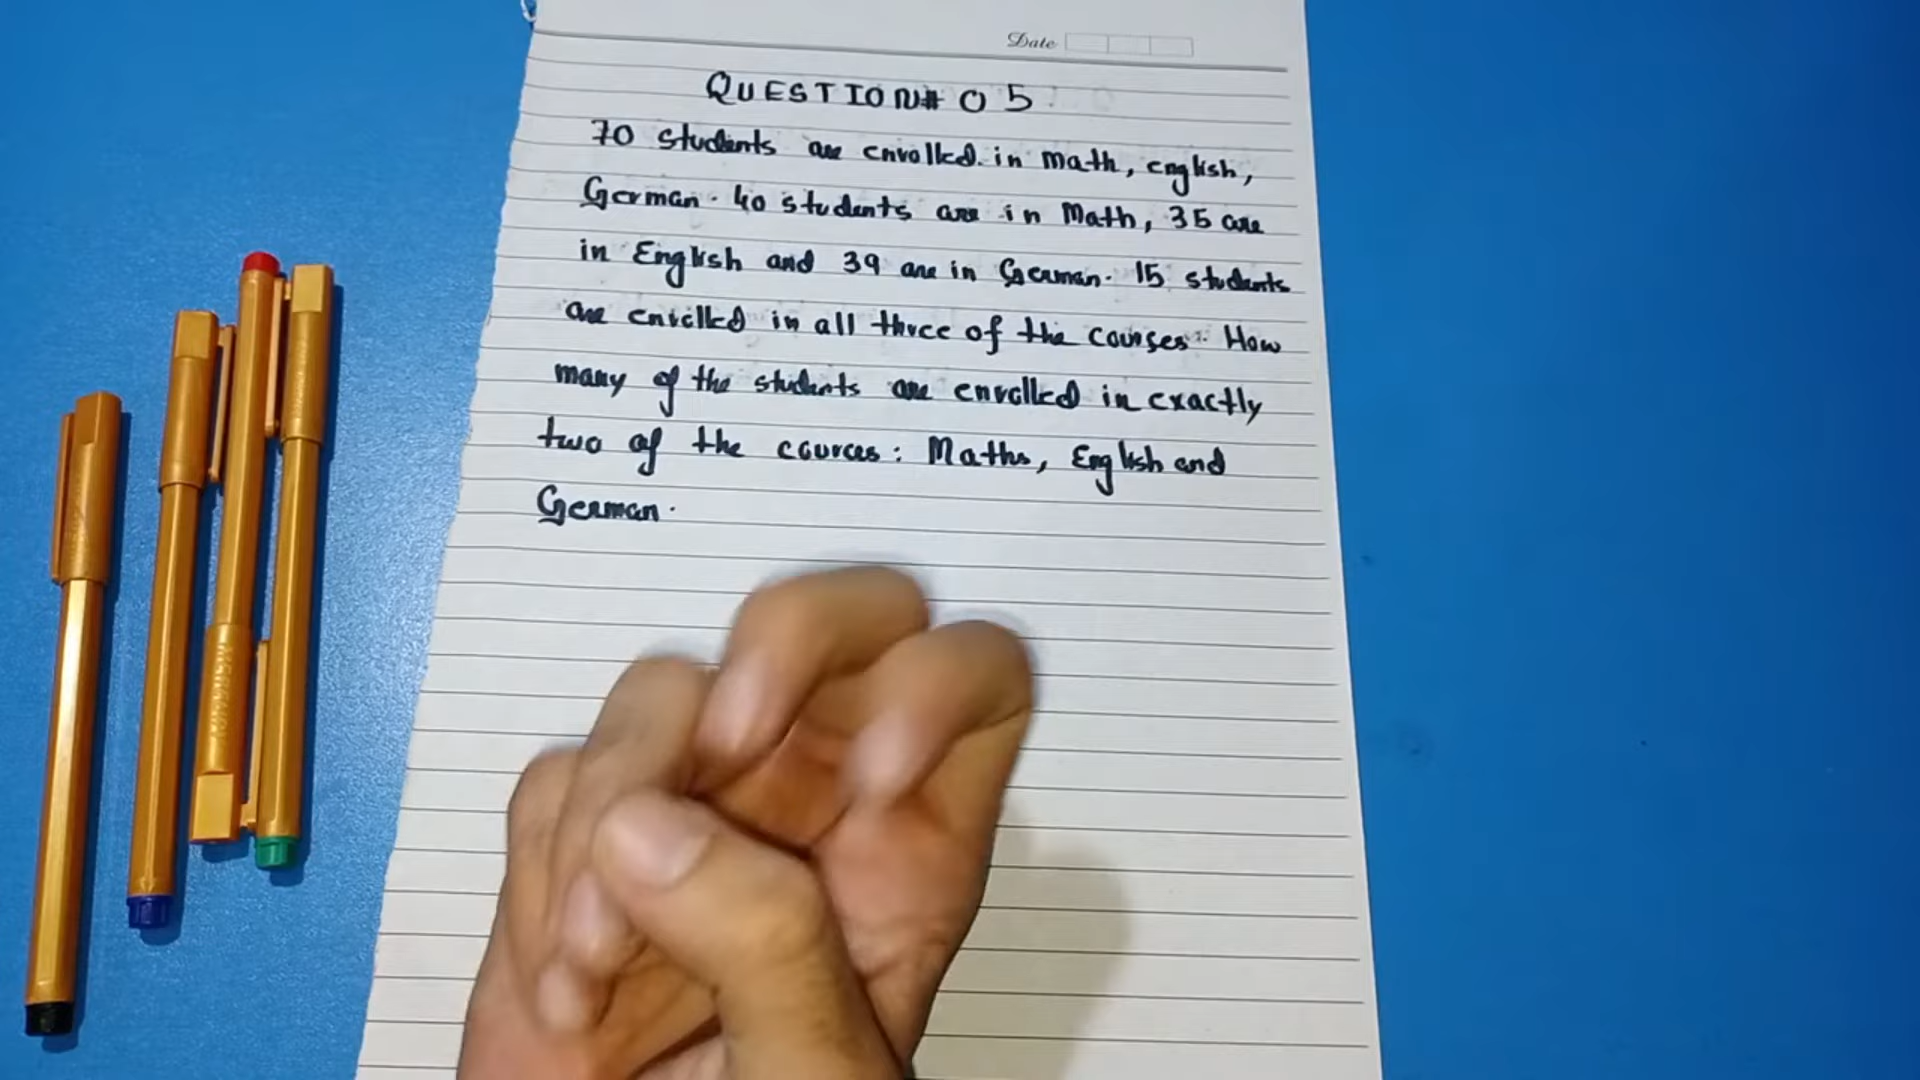 Date
QUESTION# 05
70 students are enrolled in math, english,
German. 40 students are in Math, 35 are
in English and 39 are in German. 15 students
are enrolled in all three of the courses. How
many of the students are enrolled in exactly
two of the cources: Maths, English and
German.